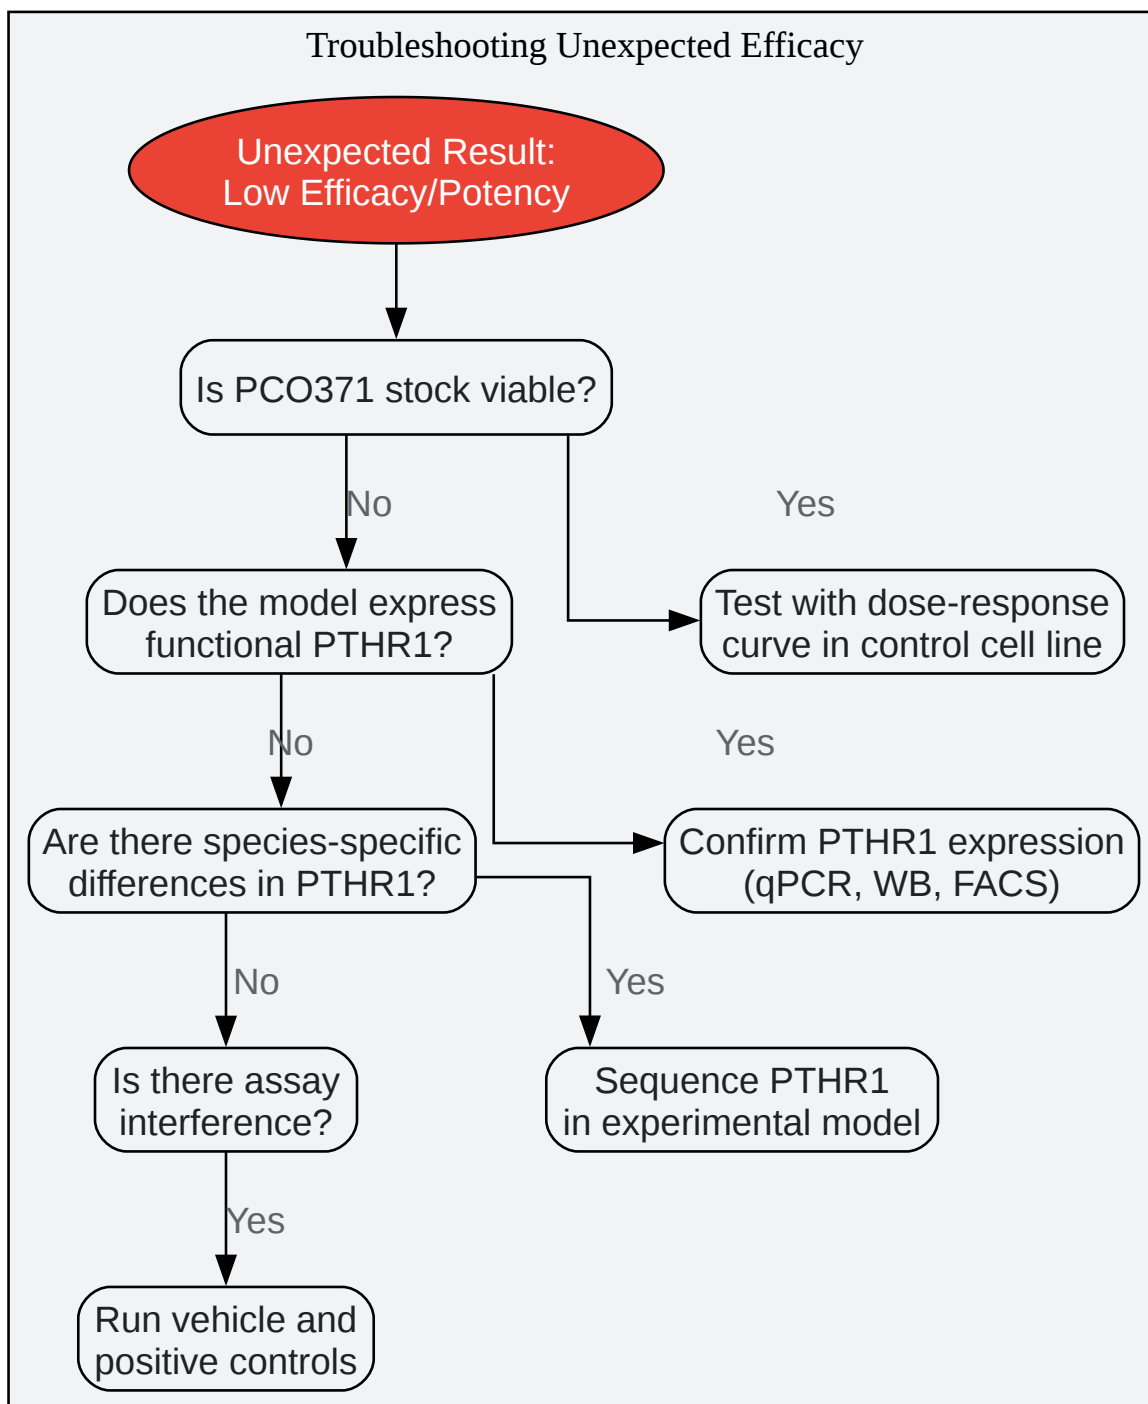 Troubleshooting Unexpected Efficacy
Unexpected Result:
Low Efficacy/Potency
Is PCO371 stock viable?
No
Yes
Does the model express
functional PTHR1?
Test with dose-response
curve in control cell line
No
Yes
Are there species-specific
differences in PTHR1?
Confirm PTHR1 expression
(qPCR, WB, FACS)
No
Yes
Is there assay
interference?
Sequence PTHR1
in experimental model
Yes
Run vehicle and
positive controls